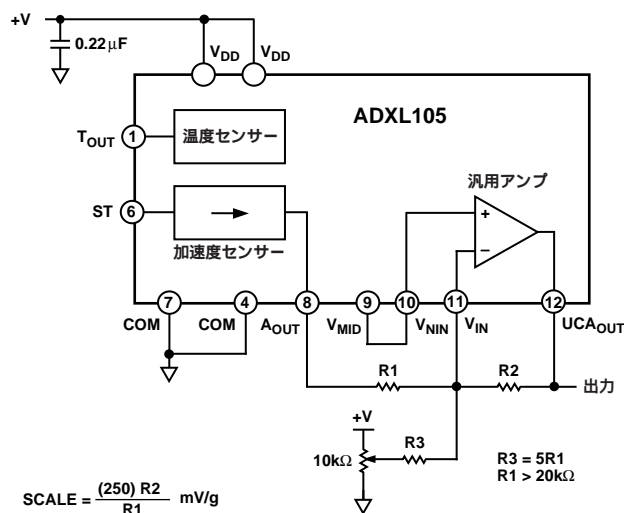 +V
0.22μF
VDD
VDD
ADXL105
TOUT
1
温度センサー
汎用アンプ
ST
6
+
−
加速度センサー
7
4
8
9
10
11
12
COM
COM
AOUT
VMID
VNIN
VIN
UCAOUT
R1
R2
出力
+V
10kΩ
R3
R3 = 5R1
R1 > 20kΩ
SCALE = (250) R2 / R1 mV/g